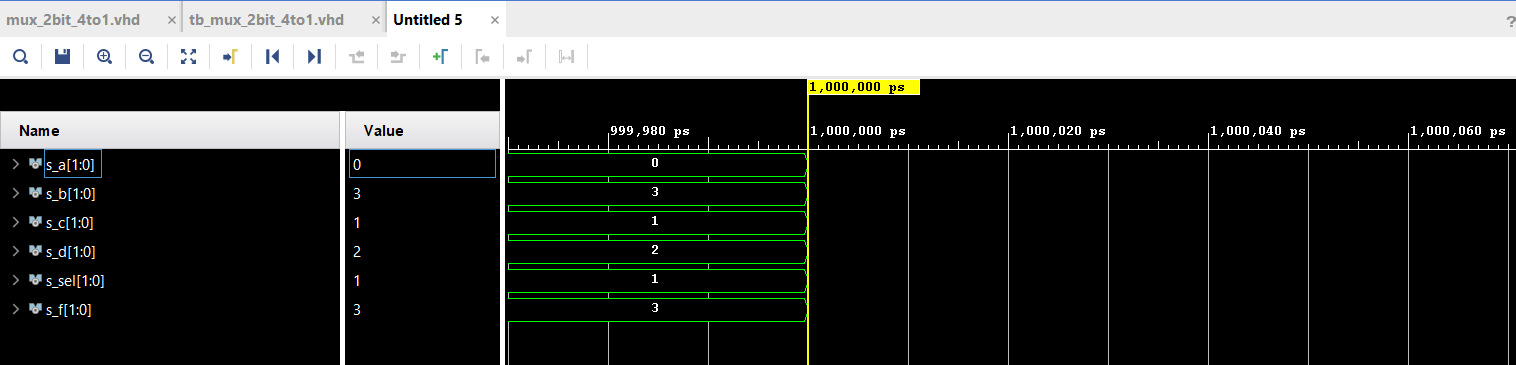 mux_2bit_4to1.vhd × tb_mux_2bit_4to1.vhd × Untitled 5 × ?
1,000,000 ps
Name Value 999,980 ps 1,000,000 ps 1,000,020 ps 1,000,040 ps 1,000,060 ps
s_a[1:0] 0 0
s_b[1:0] 3 3
s_c[1:0] 1 1
s_d[1:0] 2 2
s_sel[1:0] 1 1
s_f[1:0] 3 3